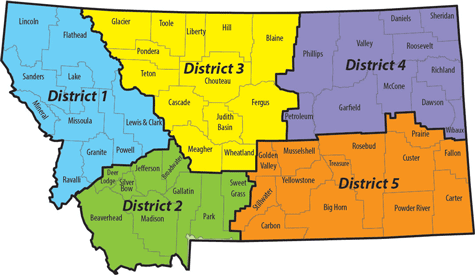 Lincoln
Flathead
Sanders
Lake
District 1
Mineral
Missoula
Lewis & Clark
Granite
Powell
Ravalli
Glacier
Toole
Liberty
Hill
Blaine
Pondera
Teton
District 3
Chouteau
Cascade
Fergus
Judith
Basin
Meagher
Wheatland
Daniels
Sheridan
Phillips
Valley
Roosevelt
District 4
Richland
McCone
Garfield
Dawson
Petroleum
Wibaux
Deer
Lodge
Silver
Bow
Jefferson
Broadwater
Gallatin
Sweet
Grass
District 2
Beaverhead
Madison
Park
Prairie
Golden
Valley
Musselshell
Rosebud
Treasure
Custer
Fallon
Stillwater
Yellowstone
District 5
Big Horn
Powder River
Carter
Carbon